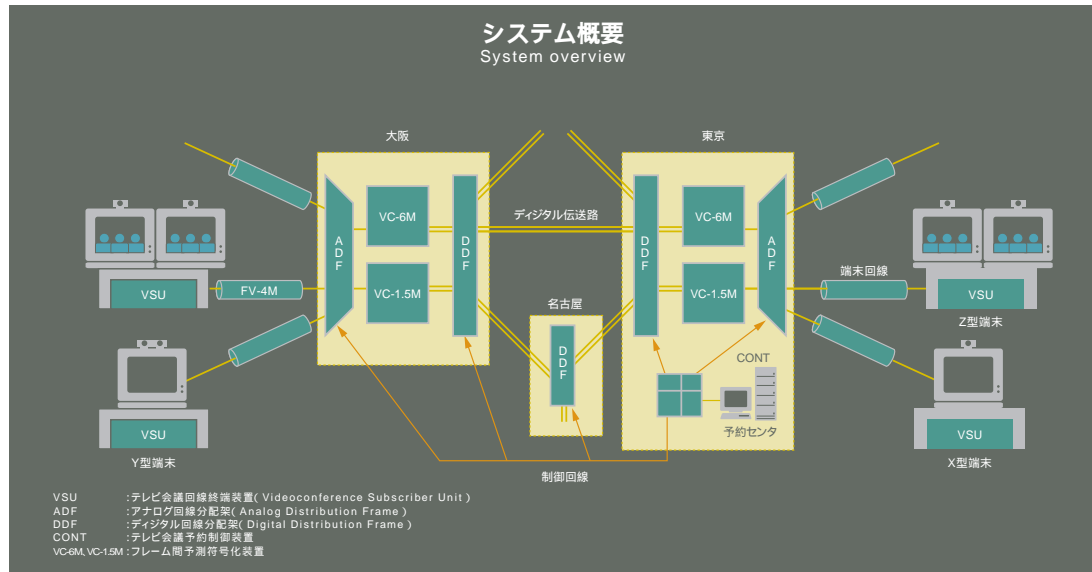 システム概要
System overview
大阪
東京
VC-6M
VC-6M
ADF
DDF
ディジタル伝送路
DDF
ADF
VC-1.5M
VC-1.5M
端末回線
VSU
FV-4M
名古屋
VSU
DDF
Z型端末
CONT
VSU
予約センタ
VSU
Y型端末
X型端末
制御回線
VSU :テレビ会議回線終端装置(Videoconference Subscriber Unit)
ADF :アナログ回線分配架(Analog Distribution Frame)
DDF :ディジタル回線分配架(Digital Distribution Frame)
CONT :テレビ会議予約制御装置
VC-6M,VC-1.5M :フレーム間予測符号化装置